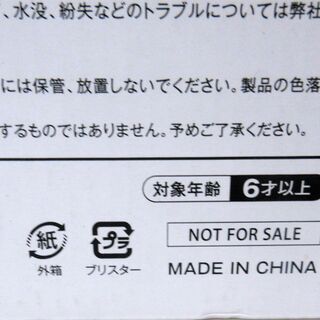 、水没、紛失などのトラブルについては弊社
には保管、放置しないでください。製品の色落
するものではありません。予めご了承ください。
対象年齢 6才以上
紙 プラ NOT FOR SALE
外箱 ブリスター MADE IN CHINA